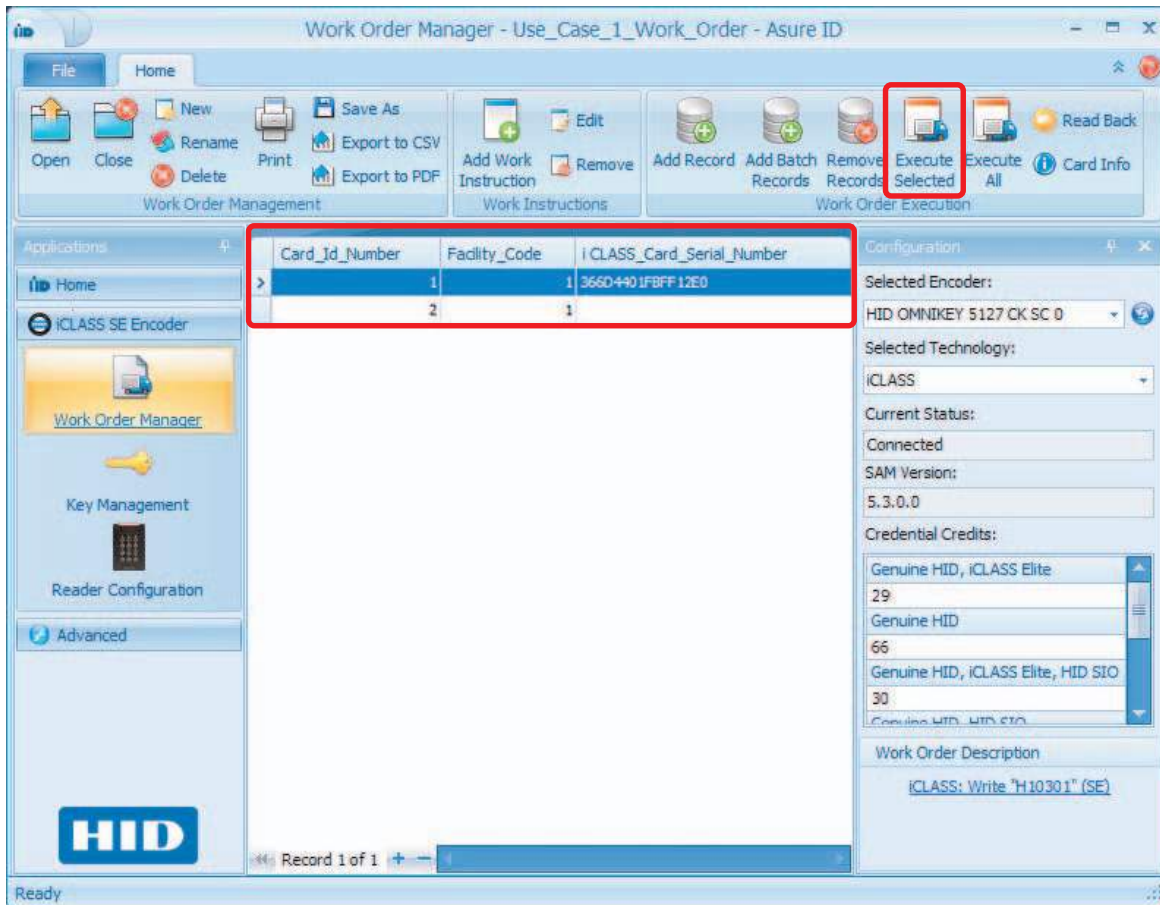 iD
Work Order Manager - Use_Case_1_Work_Order - Asure ID
File Home
Open
Close
New
Rename
Delete
Print
Save As
Export to CSV
Export to PDF
Work Order Management
Add Work
Instruction
Edit
Remove
Work Instructions
Add Record
Add Batch
Records
Remove
Records
Execute
Selected
Execute
All
Read Back
Card Info
Work Order Execution
Applications
iD Home
iCLASS SE Encoder
Work Order Manager
Key Management
Reader Configuration
Advanced
HID
Card_Id_Number Facility_Code iCLASS_Card_Serial_Number
1 1 366D4401FBFF12E0
2 1
Record 1 of 1
Configuration
Selected Encoder:
HID OMNIKEY 5127 CK SC 0
Selected Technology:
iCLASS
Current Status:
Connected
SAM Version:
5.3.0.0
Credential Credits:
Genuine HID, iCLASS Elite
29
Genuine HID
66
Genuine HID, iCLASS Elite, HID SIO
30
Genuine HID, HID SIO
Work Order Description
iCLASS: Write "H10301" (SE)
Ready